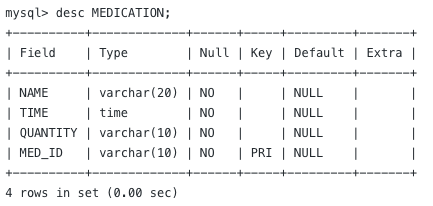 mysql> desc MEDICATION;
+----------+-------------+------+-----+---------+-------+
| Field    | Type        | Null | Key | Default | Extra |
+----------+-------------+------+-----+---------+-------+
| NAME     | varchar(20) | NO   |     | NULL    |       |
| TIME     | time        | NO   |     | NULL    |       |
| QUANTITY | varchar(10) | NO   |     | NULL    |       |
| MED_ID   | varchar(10) | NO   | PRI | NULL    |       |
+----------+-------------+------+-----+---------+-------+
4 rows in set (0.00 sec)